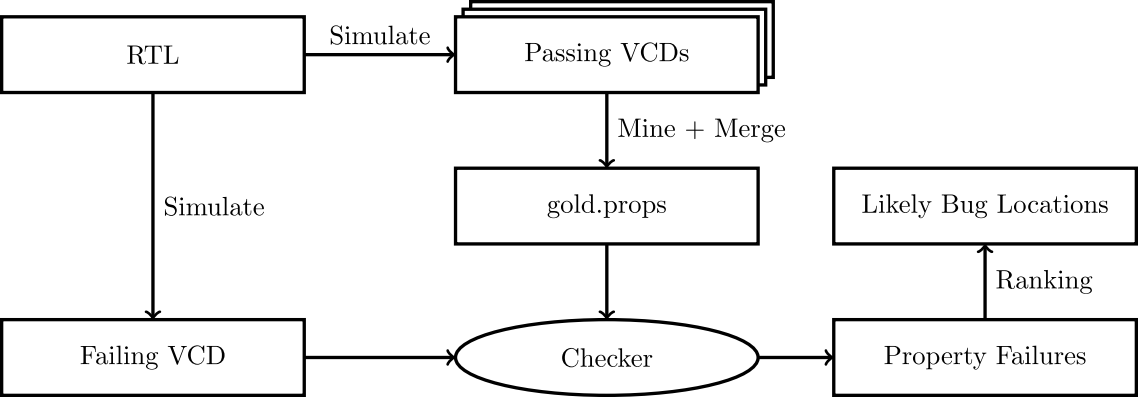 Simulate
RTL
Passing VCDs
Mine + Merge
Simulate
gold.props
Likely Bug Locations
Ranking
Failing VCD
Checker
Property Failures